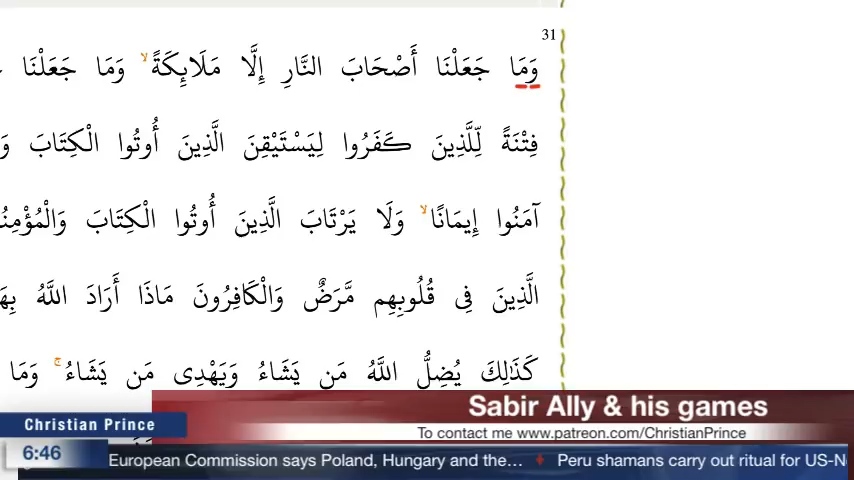 31
وَمَا جَعَلْنَا أَصْحَابَ النَّارِ إِلَّا مَلَائِكَةً ۙ وَمَا جَعَلْنَا
فِتْنَةً لِّلَّذِينَ كَفَرُوا لِيَسْتَيْقِنَ الَّذِينَ أُوتُوا الْكِتَابَ وَ
آمَنُوا إِيمَانًا ۙ وَلَا يَرْتَابَ الَّذِينَ أُوتُوا الْكِتَابَ وَالْمُؤْمِنُ
الَّذِينَ فِي قُلُوبِهِم مَّرَضٌ وَالْكَافِرُونَ مَاذَا أَرَادَ اللَّهُ بِهَ
كَذَٰلِكَ يُضِلُّ اللَّهُ مَن يَشَاءُ وَيَهْدِي مَن يَشَاءُ ۚ وَمَا
Sabir Ally & his games
Christian Prince
To contact me www.patreon.com/ChristianPrince
6:46
European Commission says Poland, Hungary and the... ♦ Peru shamans carry out ritual for US-N